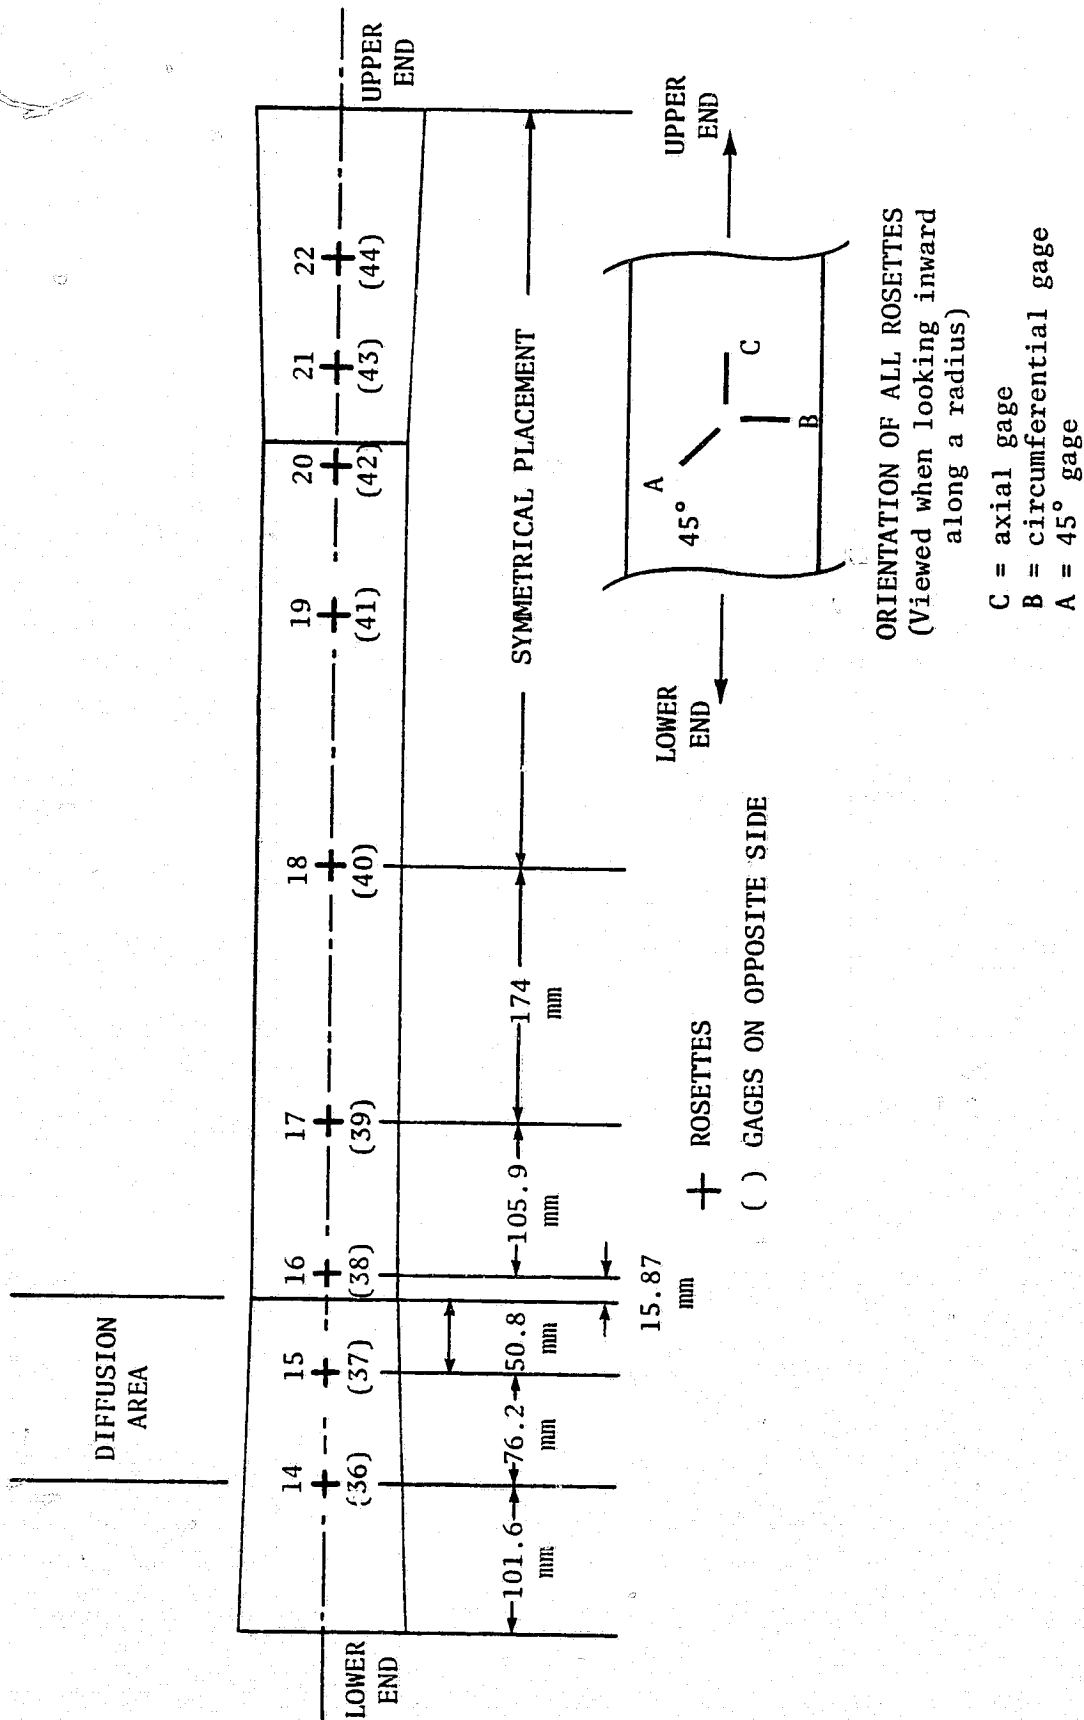 DIFFUSION
AREA
14
15
16
17
18
19
20
21
22
(36)
(37)
(38)
(39)
(40)
(41)
(42)
(43)
(44)
LOWER
END
UPPER
END
101.6
mm
76.2
mm
50.8
mm
105.9
mm
174
mm
SYMMETRICAL PLACEMENT
15.87
mm
+ ROSETTES
( ) GAGES ON OPPOSITE SIDE
LOWER
END
UPPER
END
A
45°
B
C
ORIENTATION OF ALL ROSETTES
(Viewed when looking inward
along a radius)
C = axial gage
B = circumferential gage
A = 45° gage